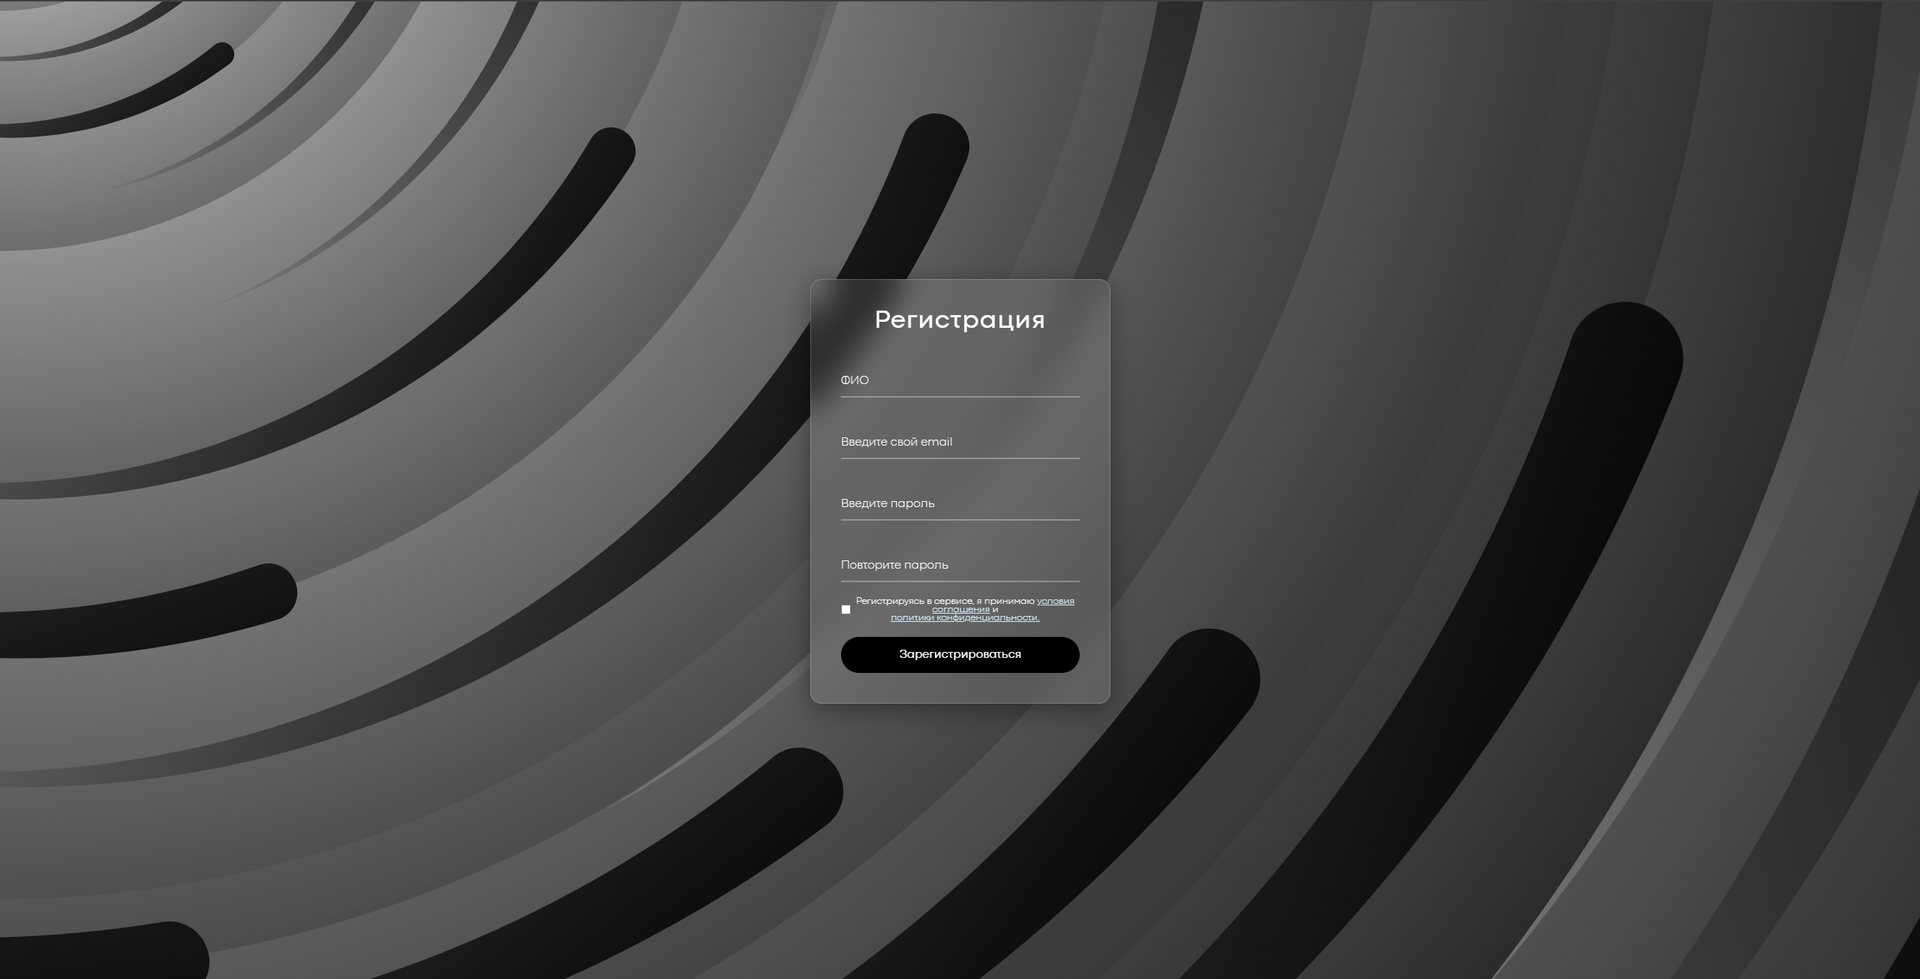 Регистрация
ФИО
Введите свой email
Введите пароль
Повторите пароль
Регистрируясь в сервисе, я принимаю условия
соглашения и
политики конфиденциальности.
Зарегистрироваться